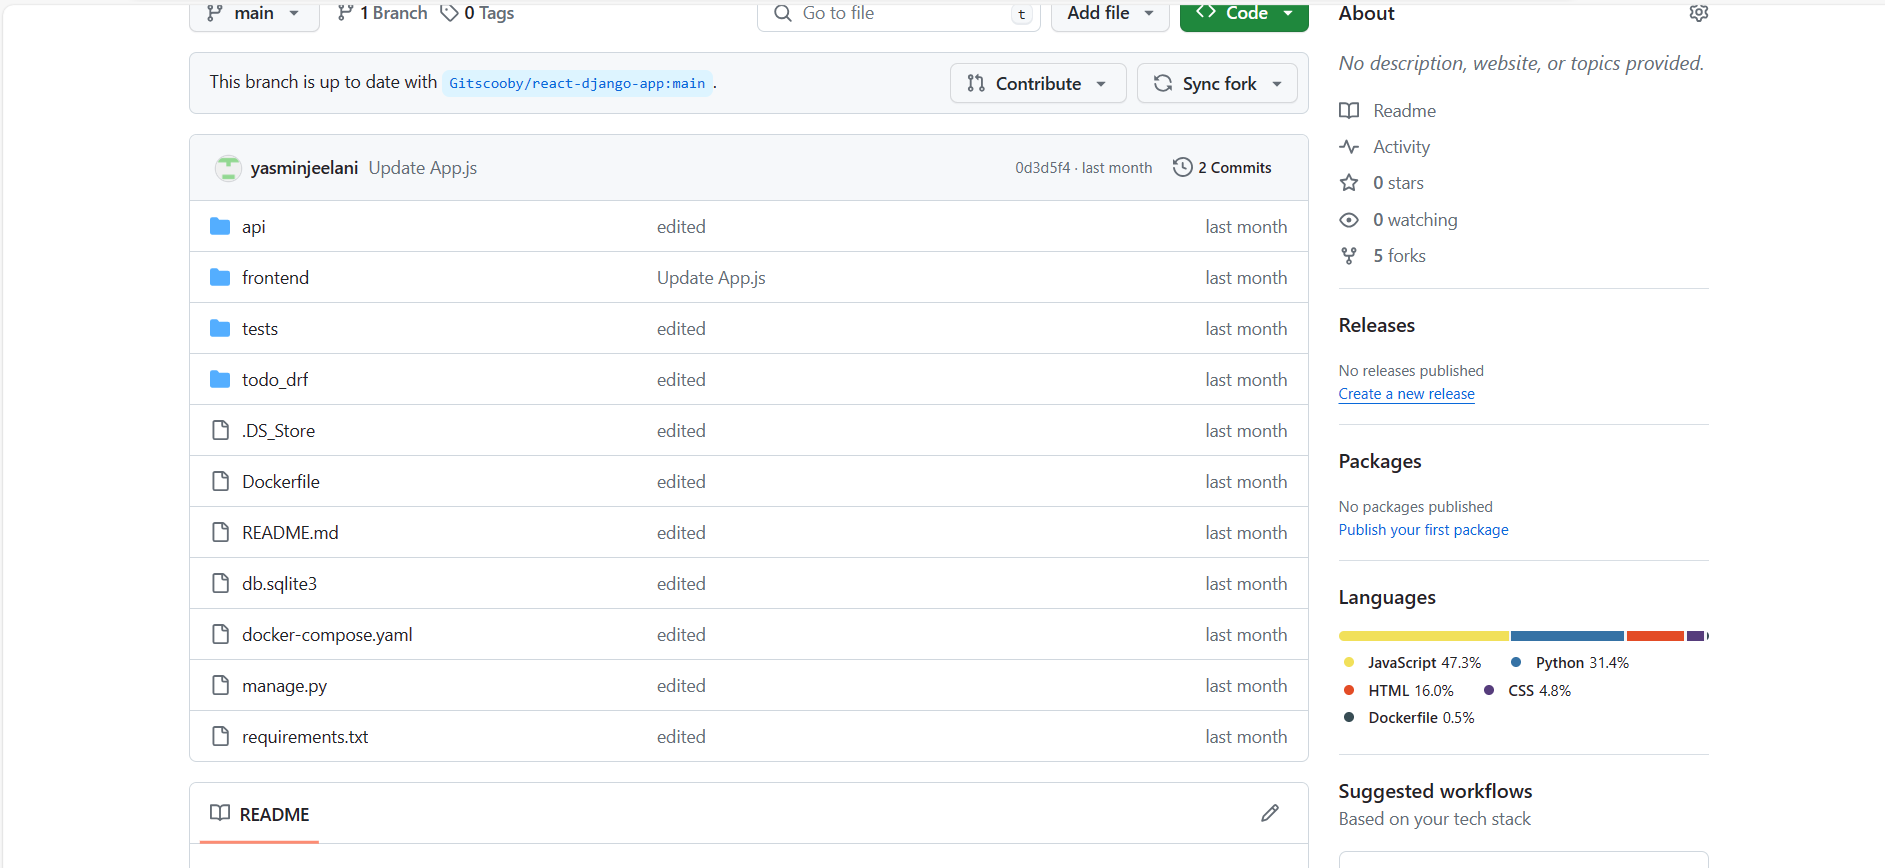 main
1 Branch
0 Tags
Go to file
t
Add file
Code
This branch is up to date with Gitscooby/react-django-app:main .
Contribute
Sync fork
yasminjeelani Update App.js
0d3d5f4 · last month
2 Commits
api edited last month
frontend Update App.js last month
tests edited last month
todo_drf edited last month
.DS_Store edited last month
Dockerfile edited last month
README.md edited last month
db.sqlite3 edited last month
docker-compose.yaml edited last month
manage.py edited last month
requirements.txt edited last month
README
About
No description, website, or topics provided.
Readme
Activity
0 stars
0 watching
5 forks
Releases
No releases published
Create a new release
Packages
No packages published
Publish your first package
Languages
JavaScript 47.3% Python 31.4%
HTML 16.0% CSS 4.8%
Dockerfile 0.5%
Suggested workflows
Based on your tech stack